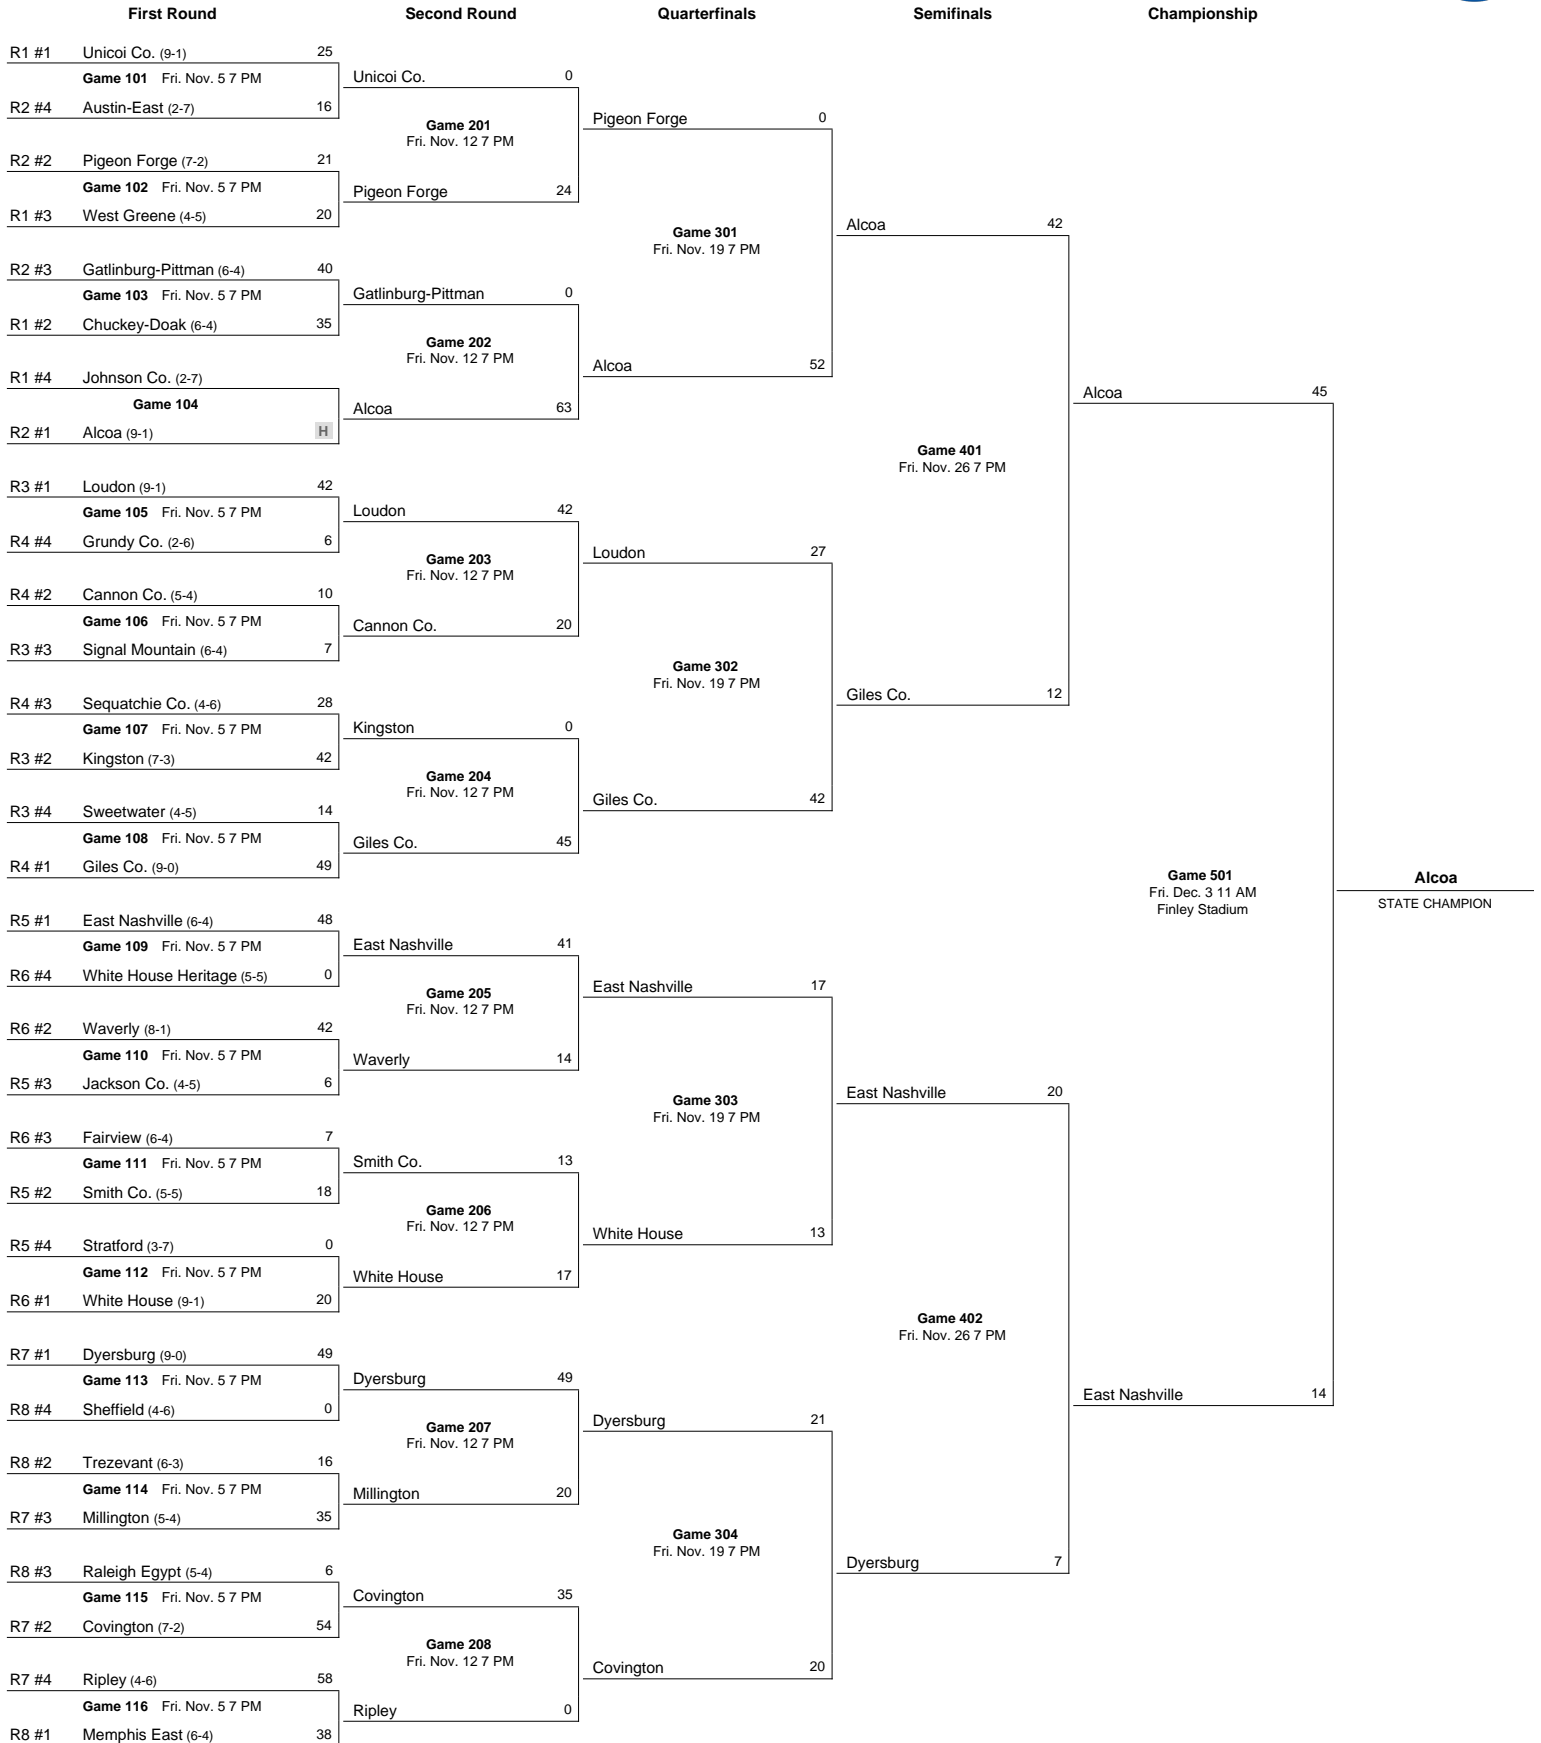 First Round Second Round Quarterfinals Semifinals Championship
R1 #1 Unicoi Co. (9-1) 25
Game 101 Fri. Nov. 5 7 PM
R2 #4 Austin-East (2-7) 16
R2 #2 Pigeon Forge (7-2) 21
Game 102 Fri. Nov. 5 7 PM
R1 #3 West Greene (4-5) 20
R2 #3 Gatlinburg-Pittman (6-4) 40
Game 103 Fri. Nov. 5 7 PM
R1 #2 Chuckey-Doak (6-4) 35
R1 #4 Johnson Co. (2-7)
Game 104
R2 #1 Alcoa (9-1) H
R3 #1 Loudon (9-1) 42
Game 105 Fri. Nov. 5 7 PM
R4 #4 Grundy Co. (2-6) 6
R4 #2 Cannon Co. (5-4) 10
Game 106 Fri. Nov. 5 7 PM
R3 #3 Signal Mountain (6-4) 7
R4 #3 Sequatchie Co. (4-6) 28
Game 107 Fri. Nov. 5 7 PM
R3 #2 Kingston (7-3) 42
R3 #4 Sweetwater (4-5) 14
Game 108 Fri. Nov. 5 7 PM
R4 #1 Giles Co. (9-0) 49
R5 #1 East Nashville (6-4) 48
Game 109 Fri. Nov. 5 7 PM
R6 #4 White House Heritage (5-5) 0
R6 #2 Waverly (8-1) 42
Game 110 Fri. Nov. 5 7 PM
R5 #3 Jackson Co. (4-5) 6
R6 #3 Fairview (6-4) 7
Game 111 Fri. Nov. 5 7 PM
R5 #2 Smith Co. (5-5) 18
R5 #4 Stratford (3-7) 0
Game 112 Fri. Nov. 5 7 PM
R6 #1 White House (9-1) 20
R7 #1 Dyersburg (9-0) 49
Game 113 Fri. Nov. 5 7 PM
R8 #4 Sheffield (4-6) 0
R8 #2 Trezevant (6-3) 16
Game 114 Fri. Nov. 5 7 PM
R7 #3 Millington (5-4) 35
R8 #3 Raleigh Egypt (5-4) 6
Game 115 Fri. Nov. 5 7 PM
R7 #2 Covington (7-2) 54
R7 #4 Ripley (4-6) 58
Game 116 Fri. Nov. 5 7 PM
R8 #1 Memphis East (6-4) 38
Unicoi Co. 0
Game 201
Fri. Nov. 12 7 PM
Pigeon Forge 24
Gatlinburg-Pittman 0
Game 202
Fri. Nov. 12 7 PM
Alcoa 63
Loudon 42
Game 203
Fri. Nov. 12 7 PM
Cannon Co. 20
Kingston 0
Game 204
Fri. Nov. 12 7 PM
Giles Co. 45
East Nashville 41
Game 205
Fri. Nov. 12 7 PM
Waverly 14
Smith Co. 13
Game 206
Fri. Nov. 12 7 PM
White House 17
Dyersburg 49
Game 207
Fri. Nov. 12 7 PM
Millington 20
Covington 35
Game 208
Fri. Nov. 12 7 PM
Ripley 0
Pigeon Forge 0
Game 301
Fri. Nov. 19 7 PM
Alcoa 52
Loudon 27
Game 302
Fri. Nov. 19 7 PM
Giles Co. 42
East Nashville 17
Game 303
Fri. Nov. 19 7 PM
White House 13
Dyersburg 21
Game 304
Fri. Nov. 19 7 PM
Covington 20
Alcoa 42
Game 401
Fri. Nov. 26 7 PM
Giles Co. 12
East Nashville 20
Game 402
Fri. Nov. 26 7 PM
Dyersburg 7
Alcoa 45
Game 501
Fri. Dec. 3 11 AM
Finley Stadium
East Nashville 14
Alcoa
STATE CHAMPION